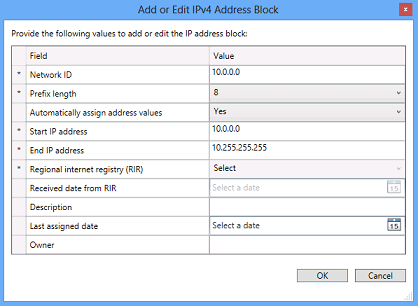 Add or Edit IPv4 Address Block
x
Provide the following values to add or edit the IP address block:
Field Value
* Network ID 10.0.0.0
* Prefix length 8
Automatically assign address values Yes
* Start IP address 10.0.0.0
* End IP address 10.255.255.255
* Regional internet registry (RIR) Select
Received date from RIR Select a date 15
Description
Last assigned date Select a date 15
Owner
OK Cancel